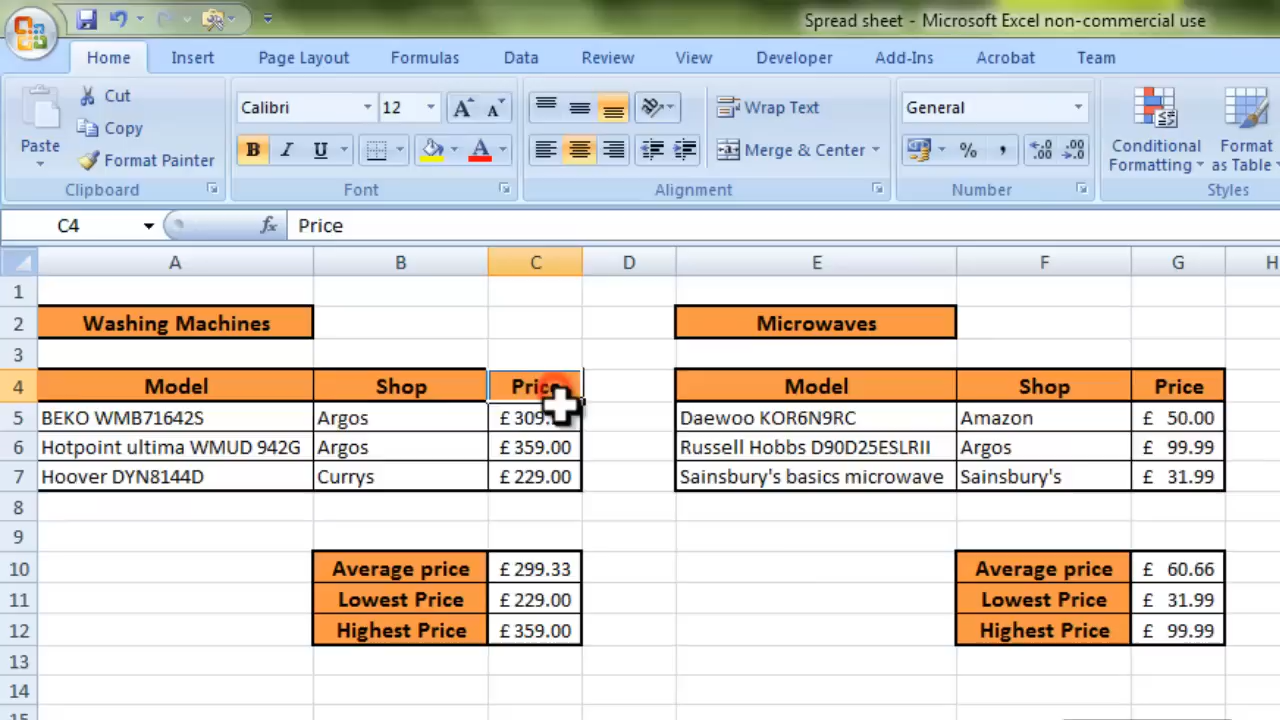 Spread sheet - Microsoft Excel non-commercial use
Home Insert Page Layout Formulas Data Review View Developer Add-Ins Acrobat Team
Paste
Cut
Copy
Format Painter
Clipboard
Calibri 12
B I U A
Font
Wrap Text
Merge & Center
Alignment
General
% , .00
Number
Conditional Formatting
Format as Table
Styles
C4 fx Price
A B C D E F G H
1
2 Washing Machines Microwaves
3
4 Model Shop Price Model Shop Price
5 BEKO WMB71642S Argos £ 309. Daewoo KOR6N9RC Amazon £ 50.00
6 Hotpoint ultima WMUD 942G Argos £ 359.00 Russell Hobbs D90D25ESLRII Argos £ 99.99
7 Hoover DYN8144D Currys £ 229.00 Sainsbury's basics microwave Sainsbury's £ 31.99
8
9
10 Average price £ 299.33 Average price £ 60.66
11 Lowest Price £ 229.00 Lowest Price £ 31.99
12 Highest Price £ 359.00 Highest Price £ 99.99
13
14
15